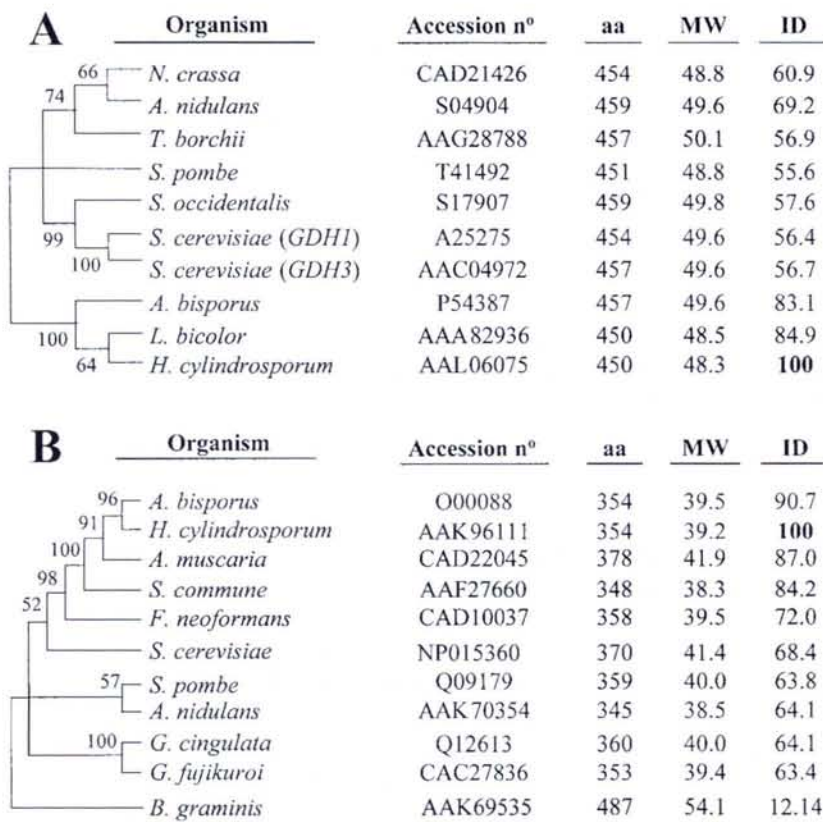 A Organism Accession nº aa MW ID
66 N. crassa CAD21426 454 48.8 60.9
74 A. nidulans S04904 459 49.6 69.2
T. borchii AAG28788 457 50.1 56.9
S. pombe T41492 451 48.8 55.6
S. occidentalis S17907 459 49.8 57.6
99 S. cerevisiae (GDH1) A25275 454 49.6 56.4
100 S. cerevisiae (GDH3) AAC04972 457 49.6 56.7
A. bisporus P54387 457 49.6 83.1
100 L. bicolor AAA82936 450 48.5 84.9
64 H. cylindrosporum AAL06075 450 48.3 100
B Organism Accession nº aa MW ID
96 A. bisporus O00088 354 39.5 90.7
91 H. cylindrosporum AAK96111 354 39.2 100
100 A. muscaria CAD22045 378 41.9 87.0
98 S. commune AAF27660 348 38.3 84.2
52 F. neoformans CAD10037 358 39.5 72.0
S. cerevisiae NP015360 370 41.4 68.4
57 S. pombe Q09179 359 40.0 63.8
A. nidulans AAK70354 345 38.5 64.1
100 G. cingulata Q12613 360 40.0 64.1
G. fujikuroi CAC27836 353 39.4 63.4
B. graminis AAK69535 487 54.1 12.14